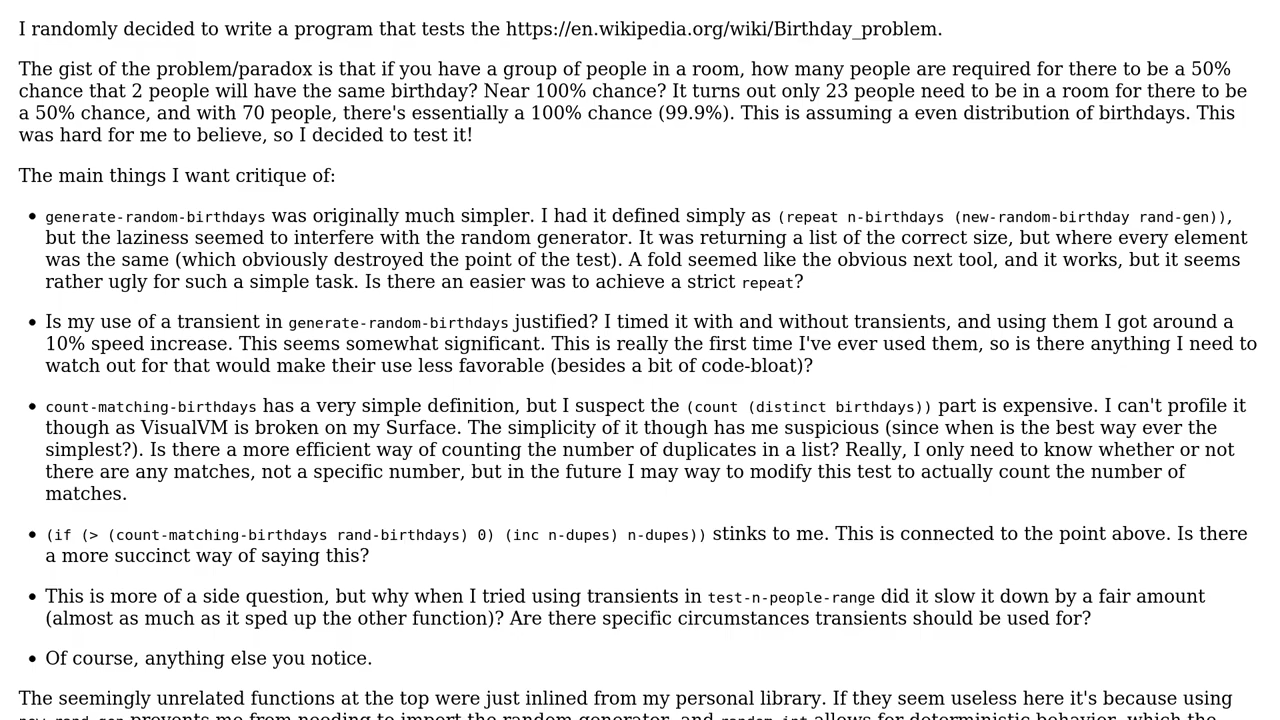 I randomly decided to write a program that tests the https://en.wikipedia.org/wiki/Birthday_problem.
The gist of the problem/paradox is that if you have a group of people in a room, how many people are required for there to be a 50%
chance that 2 people will have the same birthday? Near 100% chance? It turns out only 23 people need to be in a room for there to be
a 50% chance, and with 70 people, there's essentially a 100% chance (99.9%). This is assuming a even distribution of birthdays. This
was hard for me to believe, so I decided to test it!
The main things I want critique of:
• generate-random-birthdays was originally much simpler. I had it defined simply as (repeat n-birthdays (new-random-birthday rand-gen)),
but the laziness seemed to interfere with the random generator. It was returning a list of the correct size, but where every element
was the same (which obviously destroyed the point of the test). A fold seemed like the obvious next tool, and it works, but it seems
rather ugly for such a simple task. Is there an easier was to achieve a strict repeat?
• Is my use of a transient in generate-random-birthdays justified? I timed it with and without transients, and using them I got around a
10% speed increase. This seems somewhat significant. This is really the first time I've ever used them, so is there anything I need to
watch out for that would make their use less favorable (besides a bit of code-bloat)?
• count-matching-birthdays has a very simple definition, but I suspect the (count (distinct birthdays)) part is expensive. I can't profile it
though as VisualVM is broken on my Surface. The simplicity of it though has me suspicious (since when is the best way ever the
simplest?). Is there a more efficient way of counting the number of duplicates in a list? Really, I only need to know whether or not
there are any matches, not a specific number, but in the future I may way to modify this test to actually count the number of
matches.
• (if (> (count-matching-birthdays rand-birthdays) 0) (inc n-dupes) n-dupes)) stinks to me. This is connected to the point above. Is there
a more succinct way of saying this?
• This is more of a side question, but why when I tried using transients in test-n-people-range did it slow it down by a fair amount
(almost as much as it sped up the other function)? Are there specific circumstances transients should be used for?
• Of course, anything else you notice.
The seemingly unrelated functions at the top were just inlined from my personal library. If they seem useless here it's because using
new-rand-gen prevents me from needing to import the random generator, and random-int allows for deterministic behavior, which the